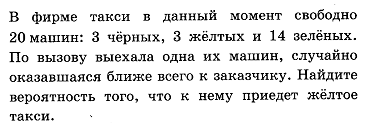 В фирме такси в данный момент свободно
20 машин: 3 чёрных, 3 жёлтых и 14 зелёных.
По вызову выехала одна их машин, случайно
оказавшаяся ближе всего к заказчику. Найдите
вероятность того, что к нему приедет жёлтое
такси.